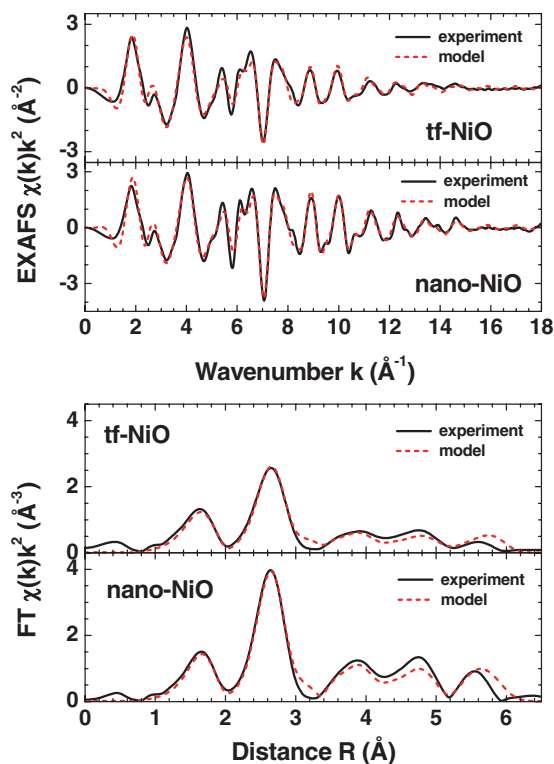 3
experiment
model
0
tf-NiO
-3
EXAFS χ(k)k² (Å⁻²)
3
experiment
model
0
-3
nano-NiO
0 2 4 6 8 10 12 14 16 18
Wavenumber k (Å⁻¹)
4
tf-NiO
experiment
model
2
0
FT χ(k)k² (Å⁻³)
4
nano-NiO
experiment
model
2
0
0 1 2 3 4 5 6
Distance R (Å)